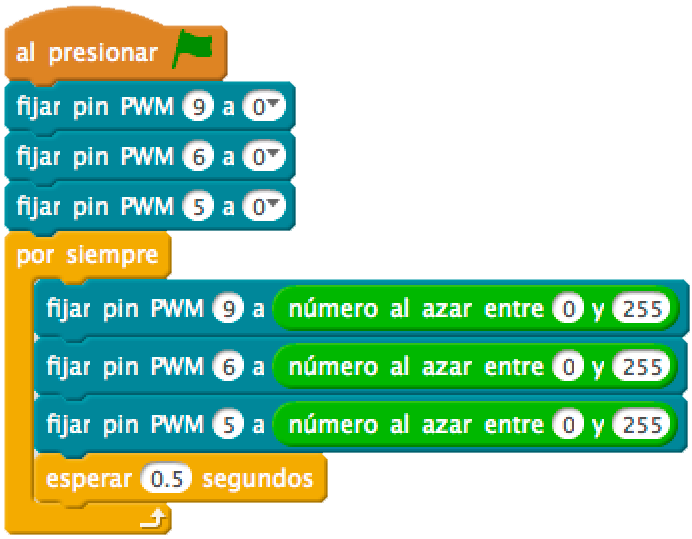 al presionar
fijar pin PWM 9 a 0
fijar pin PWM 6 a 0
fijar pin PWM 5 a 0
por siempre
fijar pin PWM 9 a número al azar entre 0 y 255
fijar pin PWM 6 a número al azar entre 0 y 255
fijar pin PWM 5 a número al azar entre 0 y 255
esperar 0.5 segundos